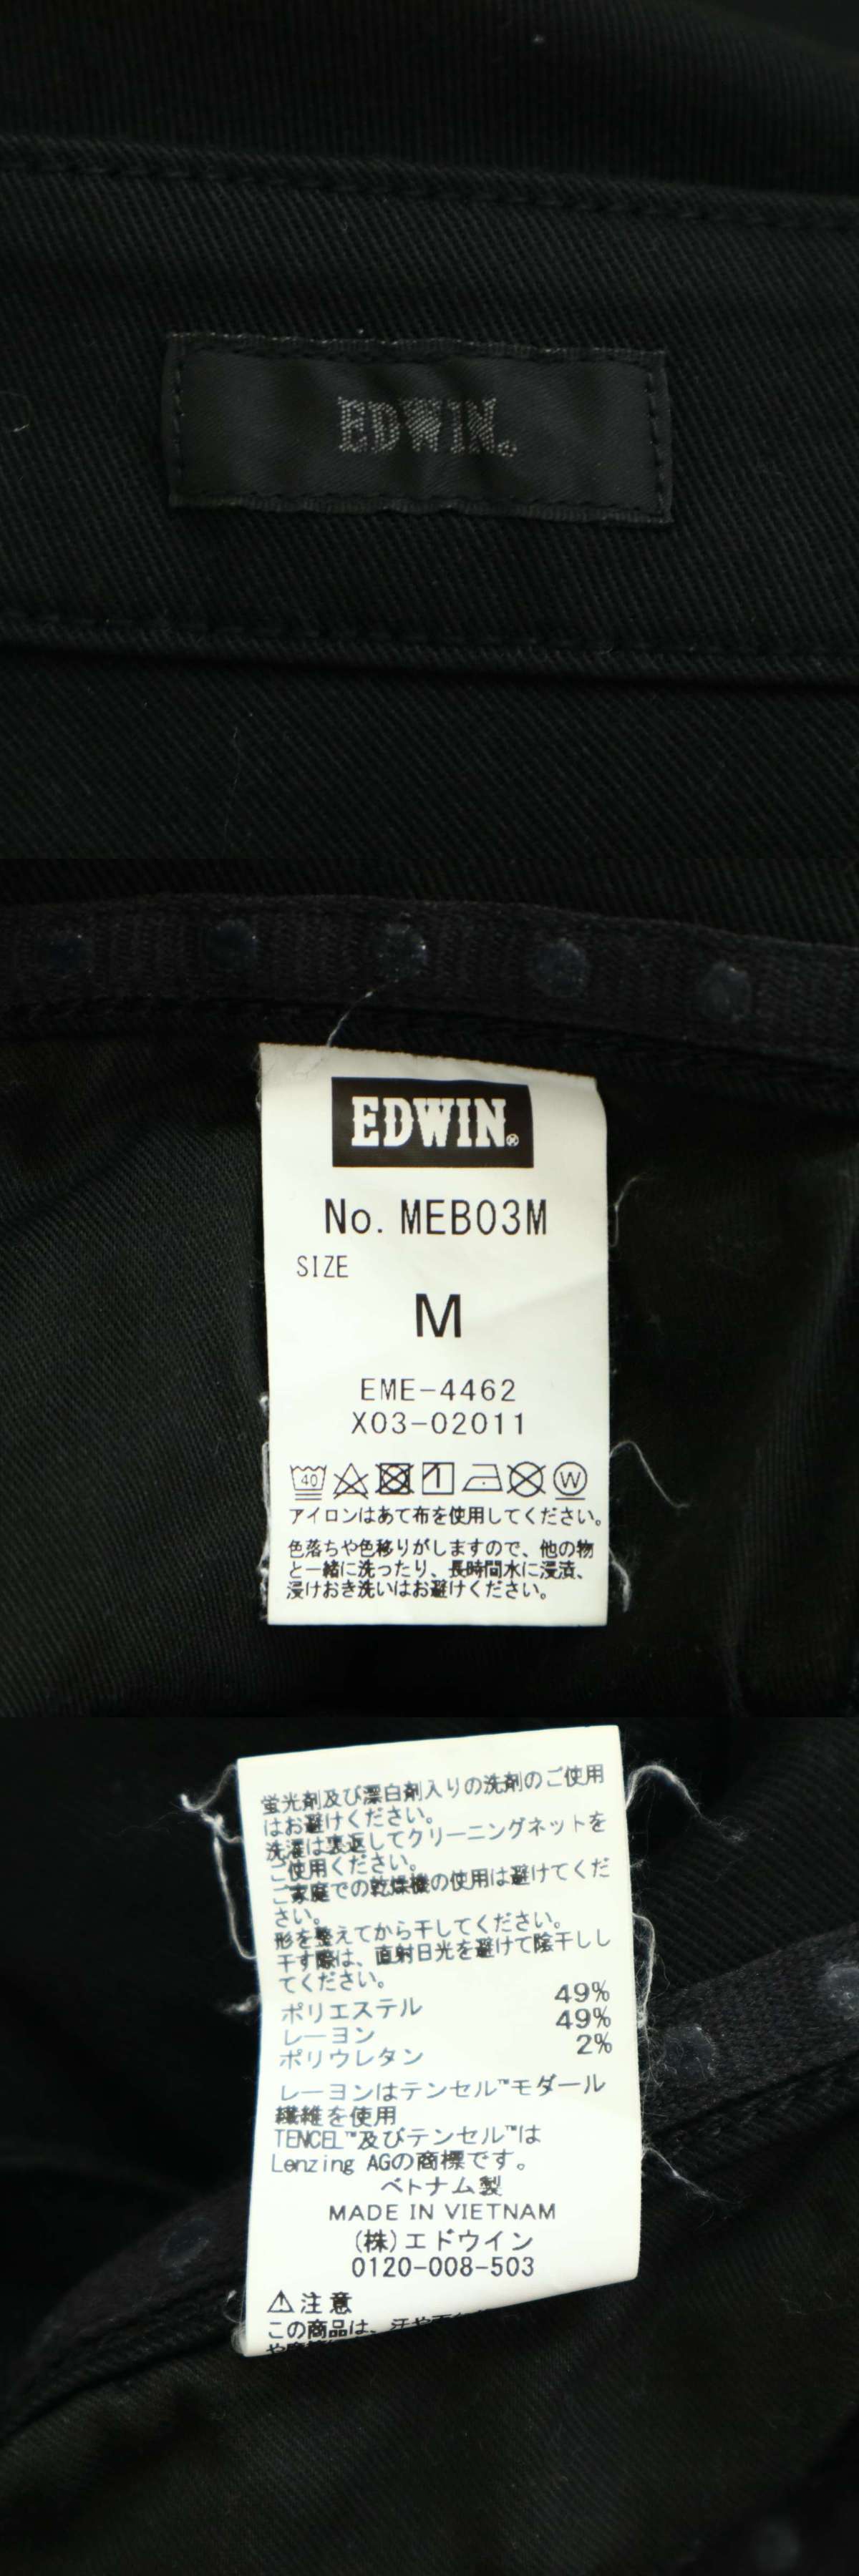 EDWIN®
EDWIN®
No. MEB03M
SIZE
M
EME-4462
X03-02011
40
W
アイロンはあて布を使用してください。
色落ちや色移りがしますので、他の物
と一緒に洗ったり、長時間水に浸漬、
浸けおき洗いはお避けください。
蛍光剤及び漂白剤入りの洗剤のご使用
はお避けください。
洗濯は裏返してクリーニングネットを
ご使用ください。
ご家庭での乾燥機の使用は避けてくだ
さい。
形を整えてから干してください。
干す際は、直射日光を避けて陰干しし
てください。
ポリエステル 49%
レーヨン 49%
ポリウレタン 2%
レーヨンはテンセル™モダール
繊維を使用
TENCEL™及びテンセル™は
Lenzing AGの商標です。
ベトナム製
MADE IN VIETNAM
(株)エドウイン
0120-008-503
⚠注意
この商品は、汗や